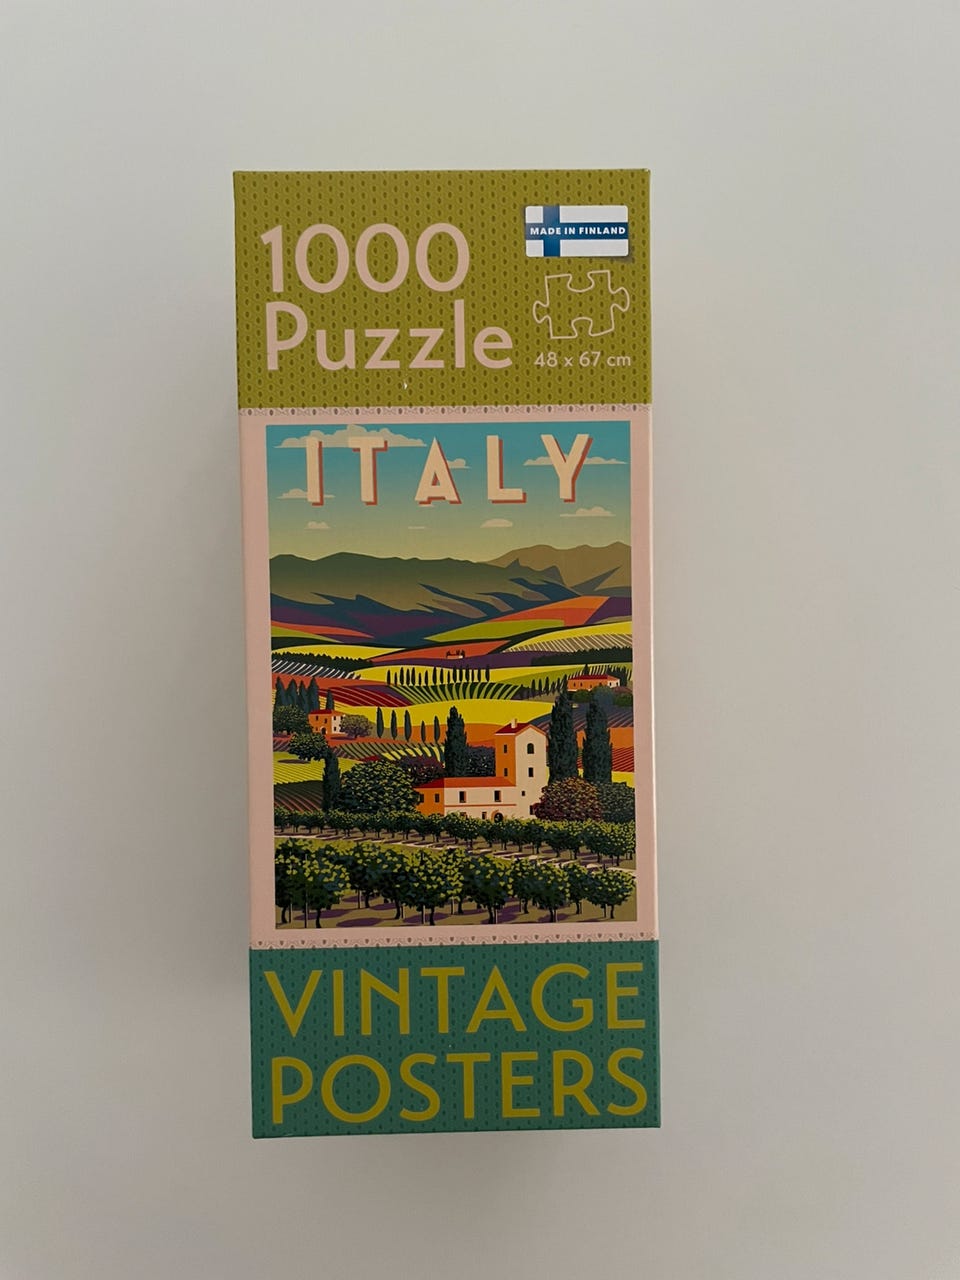 1000
Puzzle
MADE IN FINLAND
48 x 67 cm
ITALY
VINTAGE
POSTERS